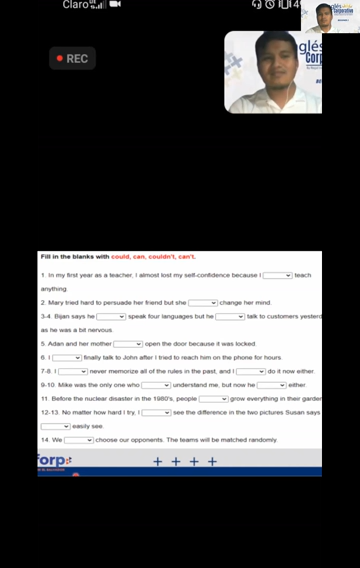 Claro
REC
glés
Corporativo
glés
Corp
Fill in the blanks with could, can, couldn't, can't.
1 In my first year as a teacher, I almost lost my self-confidence because I teach
anything.
2. Mary tried hard to persuade her friend but she change her mind.
3-4. Bijan says he speak four languages but he talk to customers yesterd
as he was a bit nervous.
5 Adan and her mother open the door because it was locked.
6. I finally talk to John after I tried to reach him on the phone for hours.
7-8. I never memorize all of the rules in the past, and I do it now either.
9-10. Mike was the only one who understand me, but now he either.
11. Before the nuclear disaster in the 1980's, people grow everything in their garden
12-13. No matter how hard I try, I see the difference in the two pictures Susan says
easily see.
14. We choose our opponents. The teams will be matched randomly.
forp